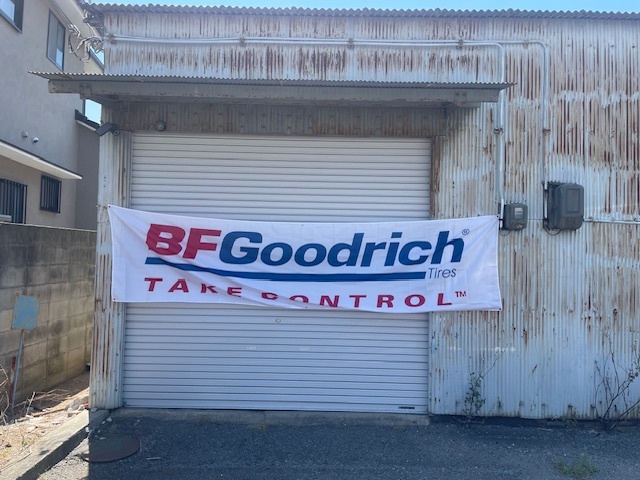 BFGoodrich®
Tires
TAKE CONTROL™